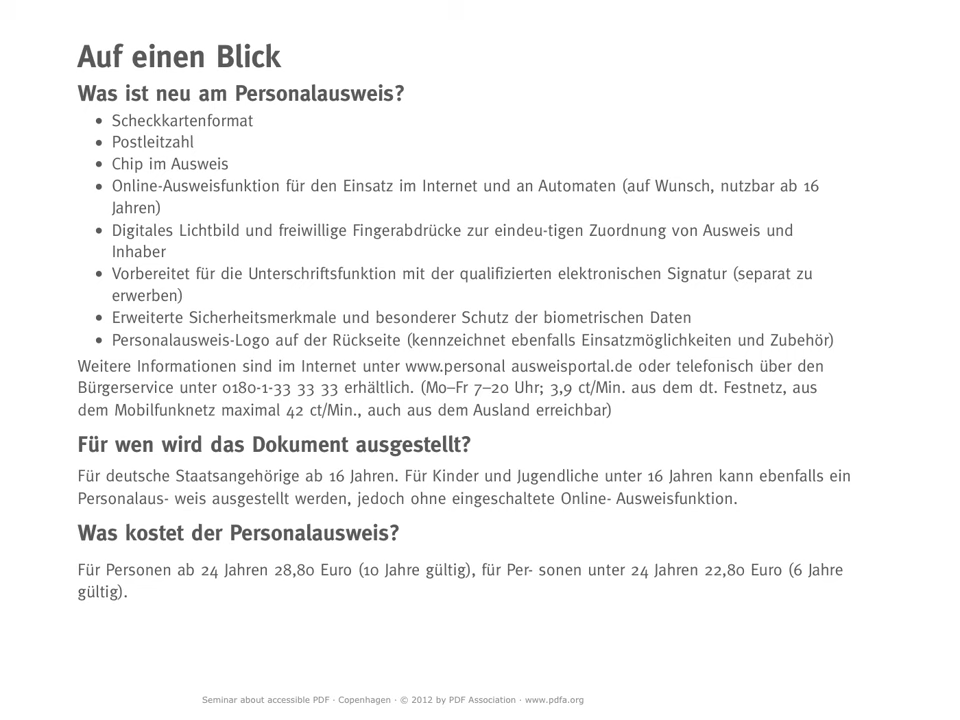 Auf einen Blick
Was ist neu am Personalausweis?
• Scheckkartenformat
• Postleitzahl
• Chip im Ausweis
• Online-Ausweisfunktion für den Einsatz im Internet und an Automaten (auf Wunsch, nutzbar ab 16
Jahren)
• Digitales Lichtbild und freiwillige Fingerabdrücke zur eindeu-tigen Zuordnung von Ausweis und
Inhaber
• Vorbereitet für die Unterschriftsfunktion mit der qualifizierten elektronischen Signatur (separat zu
erwerben)
• Erweiterte Sicherheitsmerkmale und besonderer Schutz der biometrischen Daten
• Personalausweis-Logo auf der Rückseite (kennzeichnet ebenfalls Einsatzmöglichkeiten und Zubehör)
Weitere Informationen sind im Internet unter www.personal ausweisportal.de oder telefonisch über den
Bürgerservice unter 0180-1-33 33 33 erhältlich. (Mo–Fr 7–20 Uhr; 3,9 ct/Min. aus dem dt. Festnetz, aus
dem Mobilfunknetz maximal 42 ct/Min., auch aus dem Ausland erreichbar)
Für wen wird das Dokument ausgestellt?
Für deutsche Staatsangehörige ab 16 Jahren. Für Kinder und Jugendliche unter 16 Jahren kann ebenfalls ein
Personalaus- weis ausgestellt werden, jedoch ohne eingeschaltete Online- Ausweisfunktion.
Was kostet der Personalausweis?
Für Personen ab 24 Jahren 28,80 Euro (10 Jahre gültig), für Per- sonen unter 24 Jahren 22,80 Euro (6 Jahre
gültig).
Seminar about accessible PDF · Copenhagen · © 2012 by PDF Association · www.pdfa.org